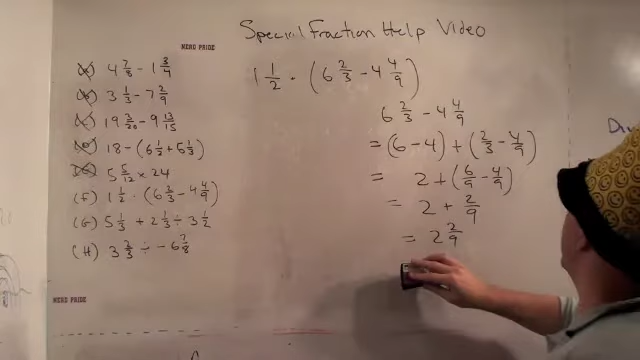 Special Fraction Help Video
NERD PRIDE
(A) 4 7/8 - 1 3/4
(B) 3 1/3 - 7 2/9
(C) 19 3/20 - 9 13/15
(D) 18 - (6 1/2 + 5 1/3)
(E) 5 5/12 × 24
(F) 1 1/2 · (6 2/3 - 4 4/9)
(G) 5 1/3 + 2 1/3 ÷ 3 1/2
(H) 3 2/3 ÷ - 6 7/8
NERD PRIDE
1 1/2 · (6 2/3 - 4 4/9)
6 2/3 - 4 4/9
= (6 - 4) + (2/3 - 4/9)
= 2 + (6/9 - 4/9)
= 2 + 2/9
= 2 2/9